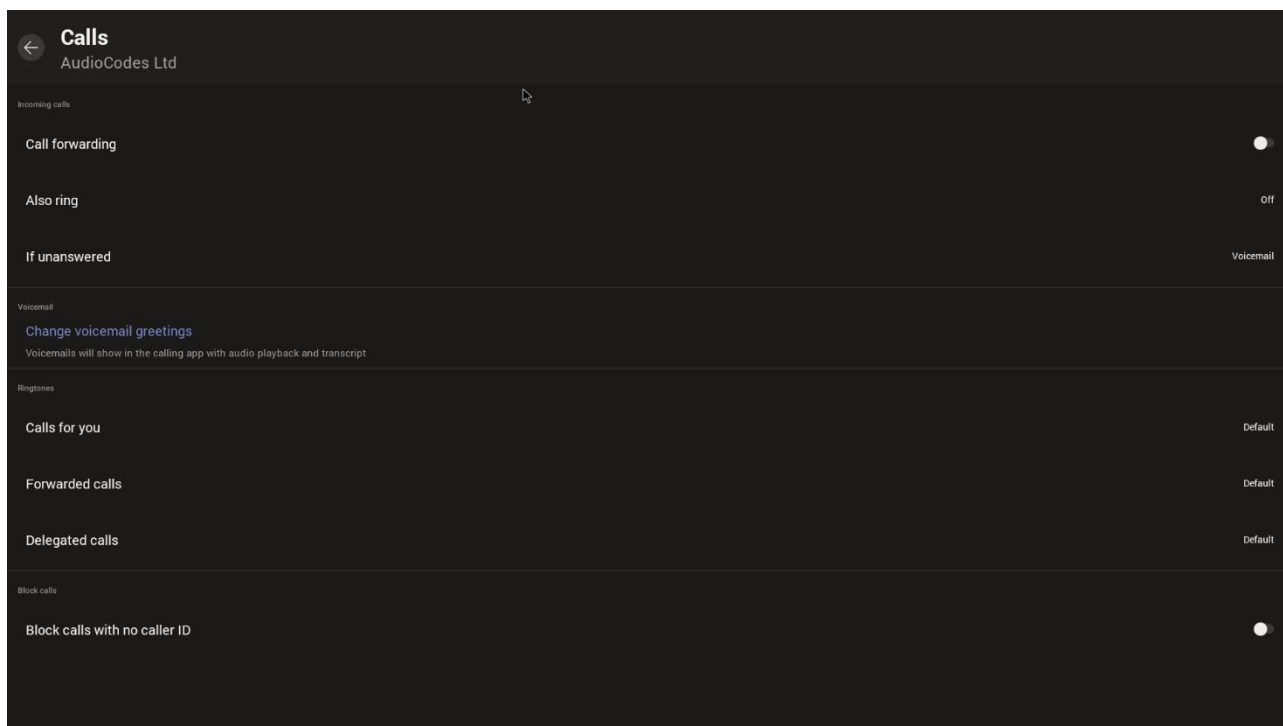 Calls
AudioCodes Ltd
Incoming calls
Call forwarding
Also ring
Off
If unanswered
Voicemail
Voicemail
Change voicemail greetings
Voicemails will show in the calling app with audio playback and transcript
Ringtones
Calls for you
Default
Forwarded calls
Default
Delegated calls
Default
Block calls
Block calls with no caller ID